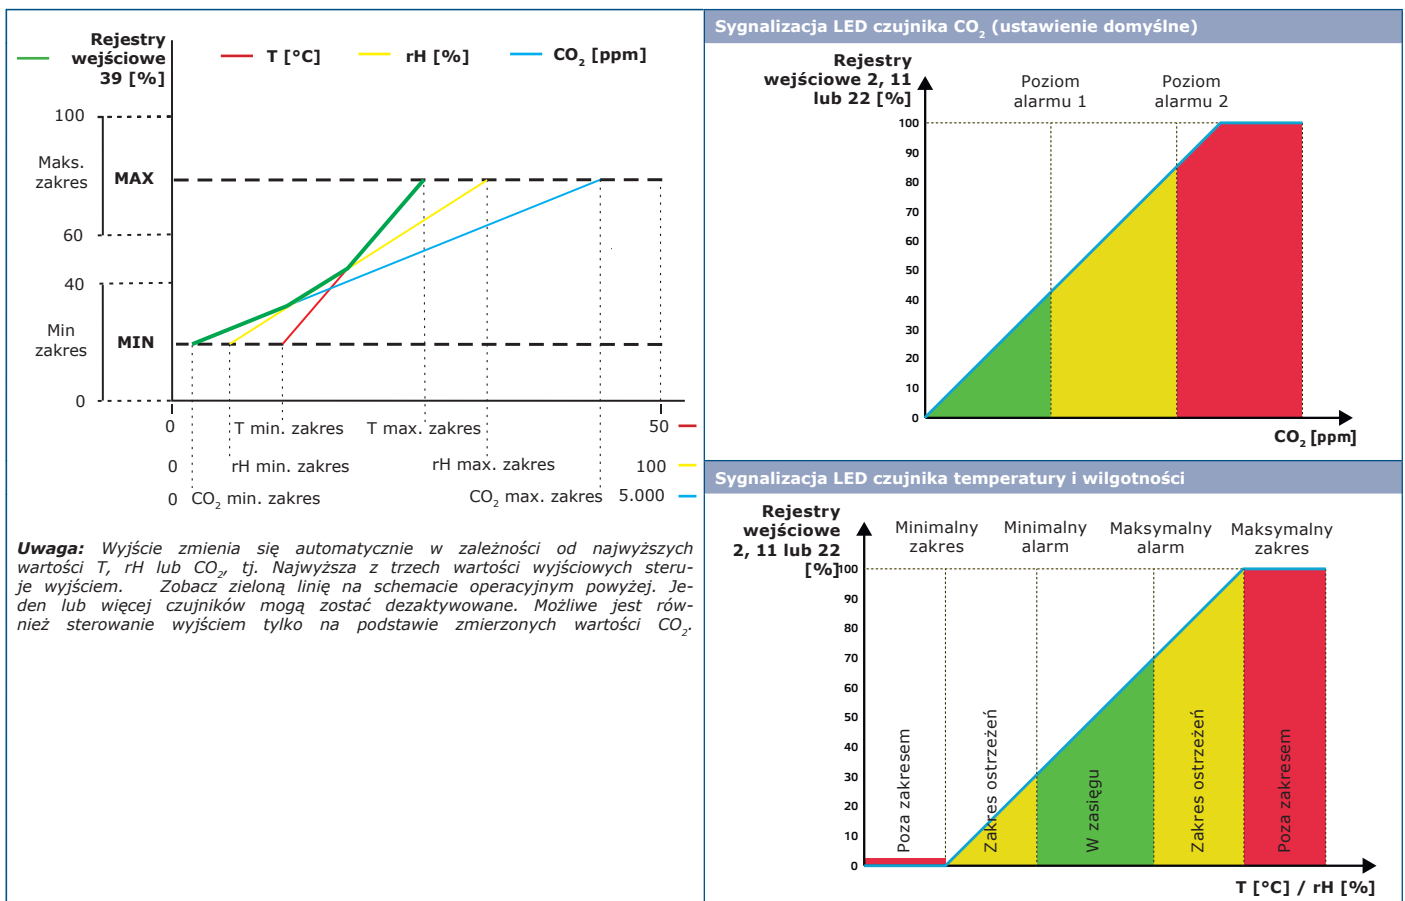 Rejestry
wejściowe
39 [%]
T [°C]
rH [%]
CO2 [ppm]
100
Maks.
zakres
MAX
60
40
Min
zakres
MIN
0
0
T min. zakres
T max. zakres
50
0
rH min. zakres
rH max. zakres
100
0
CO2 min. zakres
CO2 max. zakres
5.000
Uwaga: Wyjście zmienia się automatycznie w zależności od najwyższych
wartości T, rH lub CO2, tj. Najwyższa z trzech wartości wyjściowych steru-
je wyjściem. Zobacz zieloną linię na schemacie operacyjnym powyżej. Je-
den lub więcej czujników mogą zostać dezaktywowane. Możliwe jest rów-
nież sterowanie wyjściem tylko na podstawie zmierzonych wartości CO2.
Sygnalizacja LED czujnika CO2 (ustawienie domyślne)
Rejestry
wejściowe 2, 11
lub 22 [%]
Poziom
alarmu 1
Poziom
alarmu 2
100
90
80
70
60
50
40
30
20
10
0
CO2 [ppm]
Sygnalizacja LED czujnika temperatury i wilgotności
Rejestry
wejściowe
2, 11 lub 22
[%]
Minimalny
zakres
Minimalny
alarm
Maksymalny
alarm
Maksymalny
zakres
100
90
80
70
60
50
40
30
20
10
0
Poza zakresem
Zakres ostrzeżeń
W zasięgu
Zakres ostrzeżeń
Poza zakresem
T [°C] / rH [%]